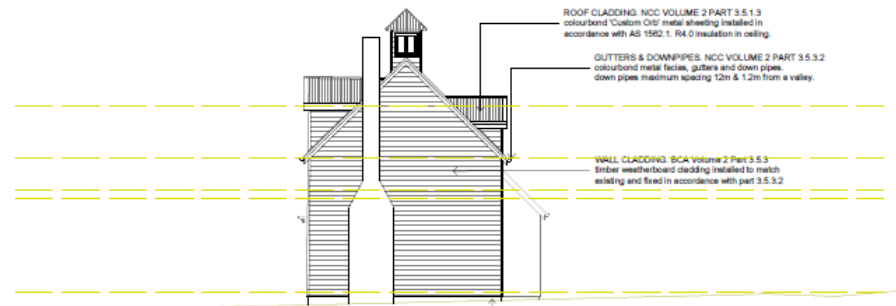 ROOF CLADDING. NCC VOLUME 2 PART 3.5.1.3
colourbond 'Custom Orb' metal sheeting installed in
accordance with AS 1562.1. R4.0 insulation in ceiling.
GUTTERS & DOWNPIPES. NCC VOLUME 2 PART 3.5.3.2
colourbond metal facies, gutters and down pipes.
down pipes maximum spacing 12m & 1.2m from a valley.
WALL CLADDING. BCA Volume 2 Part 3.5.3
timber weatherboard cladding installed to match
existing and fixed in accordance with part 3.5.3.2